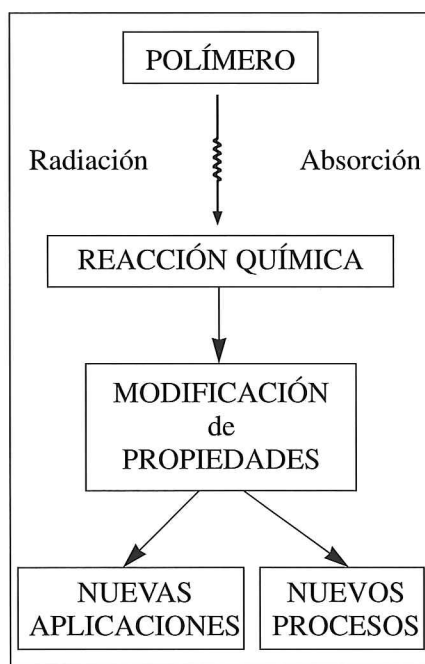 POLÍMERO
Radiación
Absorción
REACCIÓN QUÍMICA
MODIFICACIÓN
de
PROPIEDADES
NUEVAS
APLICACIONES
NUEVOS
PROCESOS